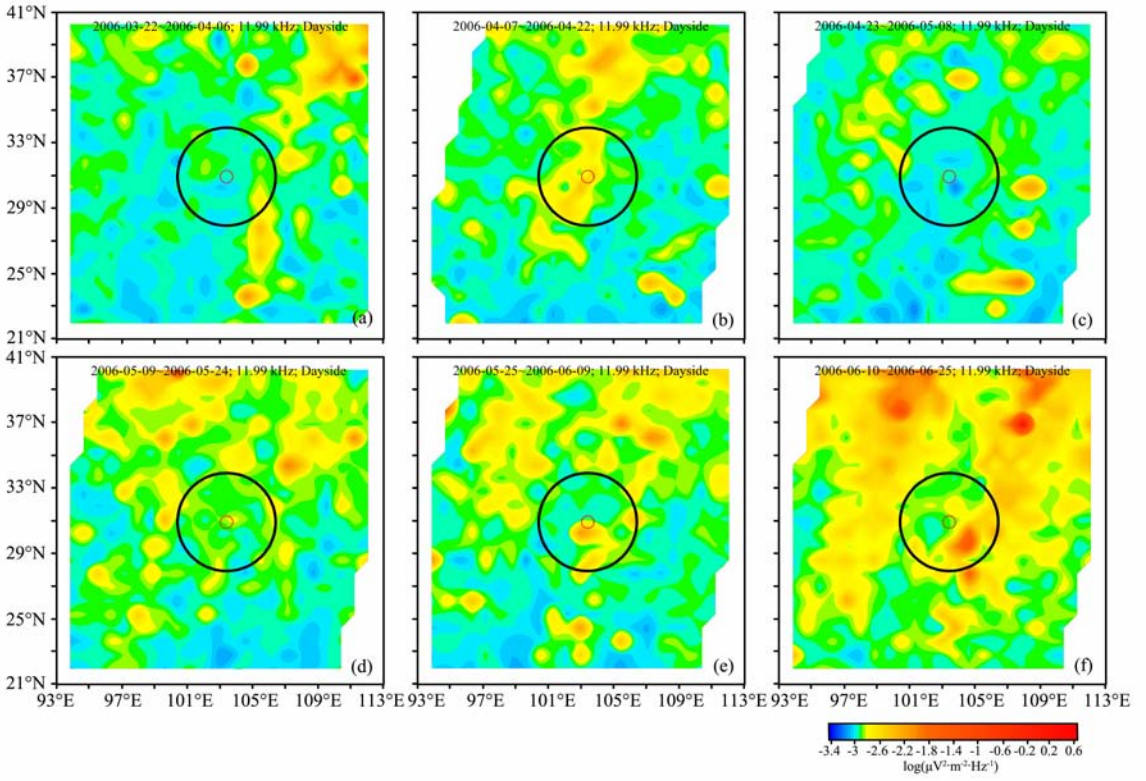 41°N
2006-03-22~2006-04-06; 11.99 kHz; Dayside
2006-04-07~2006-04-22; 11.99 kHz; Dayside
2006-04-23~2006-05-08; 11.99 kHz; Dayside
37°N
33°N
29°N
25°N
21°N
(a)
(b)
(c)
41°N
2006-05-09~2006-05-24; 11.99 kHz; Dayside
2006-05-25~2006-06-09; 11.99 kHz; Dayside
2006-06-10~2006-06-25; 11.99 kHz; Dayside
37°N
33°N
29°N
25°N
21°N
(d)
(e)
(f)
93°E 97°E 101°E 105°E 109°E 113°E 93°E 97°E 101°E 105°E 109°E 113°E 93°E 97°E 101°E 105°E 109°E 113°E
-3.4 -3 -2.6 -2.2 -1.8 -1.4 -1 -0.6 -0.2 0.2 0.6
log(μV²·m⁻²·Hz⁻¹)